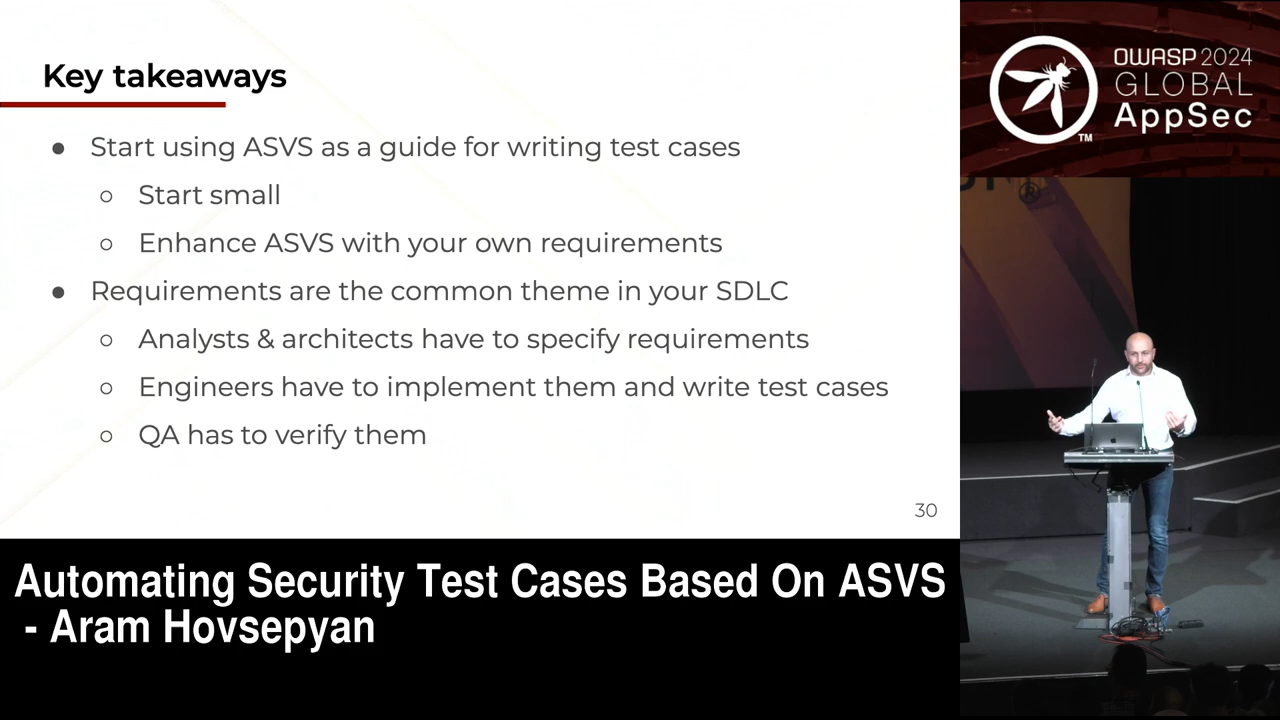 Key takeaways
● Start using ASVS as a guide for writing test cases
○ Start small
○ Enhance ASVS with your own requirements
● Requirements are the common theme in your SDLC
○ Analysts & architects have to specify requirements
○ Engineers have to implement them and write test cases
○ QA has to verify them
30
Automating Security Test Cases Based On ASVS
- Aram Hovsepyan
OWASP 2024
GLOBAL
AppSec
TM
®